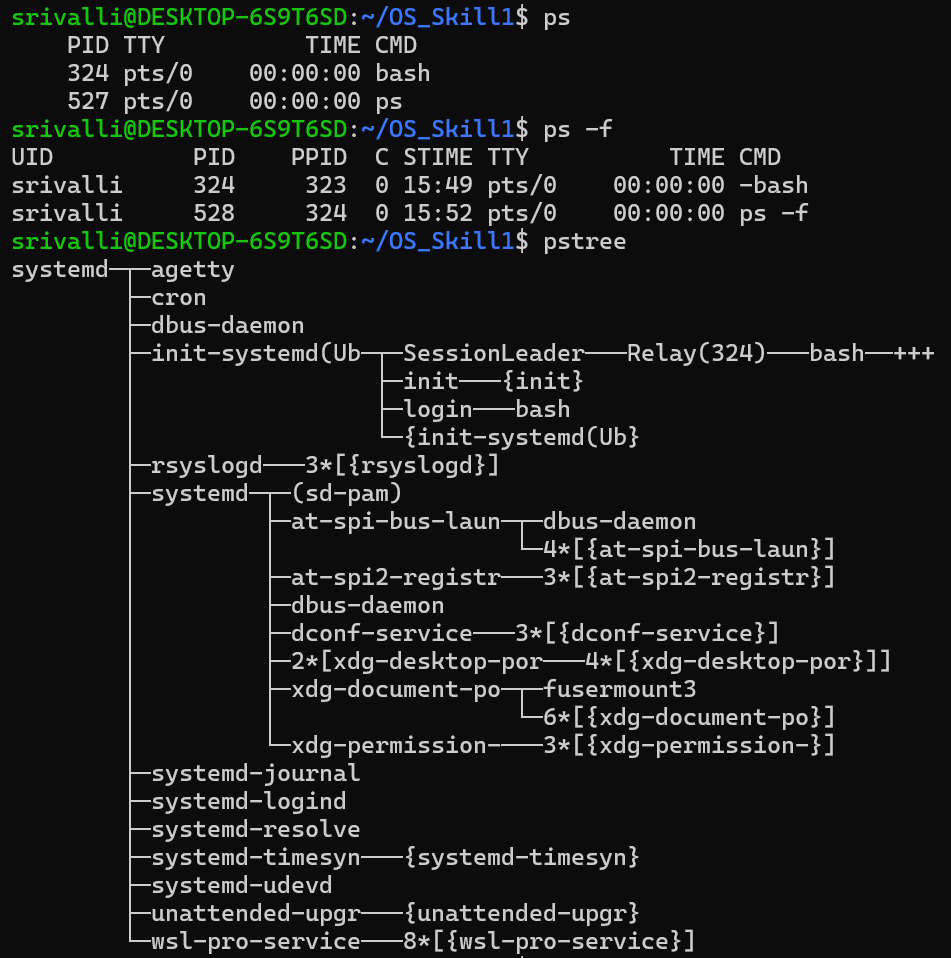 srivalli@DESKTOP-6S9T6SD:~/OS_Skill1$ ps
    PID TTY          TIME CMD
    324 pts/0    00:00:00 bash
    527 pts/0    00:00:00 ps
srivalli@DESKTOP-6S9T6SD:~/OS_Skill1$ ps -f
UID          PID    PPID  C STIME TTY          TIME CMD
srivalli     324     323  0 15:49 pts/0    00:00:00 -bash
srivalli     528     324  0 15:52 pts/0    00:00:00 ps -f
srivalli@DESKTOP-6S9T6SD:~/OS_Skill1$ pstree
systemd─┬─agetty
        ├─cron
        ├─dbus-daemon
        ├─init-systemd(Ub─┬─SessionLeader───Relay(324)───bash──+++
        │                 ├─init───{init}
        │                 ├─login───bash
        │                 └─{init-systemd(Ub}
        ├─rsyslogd───3*[{rsyslogd}]
        ├─systemd─┬─(sd-pam)
        │         ├─at-spi-bus-laun─┬─dbus-daemon
        │         │                 └─4*[{at-spi-bus-laun}]
        │         ├─at-spi2-registr───3*[{at-spi2-registr}]
        │         ├─dbus-daemon
        │         ├─dconf-service───3*[{dconf-service}]
        │         ├─2*[xdg-desktop-por───4*[{xdg-desktop-por}]]
        │         ├─xdg-document-po─┬─fusermount3
        │         │                 └─6*[{xdg-document-po}]
        │         └─xdg-permission-───3*[{xdg-permission-}]
        ├─systemd-journal
        ├─systemd-logind
        ├─systemd-resolve
        ├─systemd-timesyn───{systemd-timesyn}
        ├─systemd-udevd
        ├─unattended-upgr───{unattended-upgr}
        └─wsl-pro-service───8*[{wsl-pro-service}]